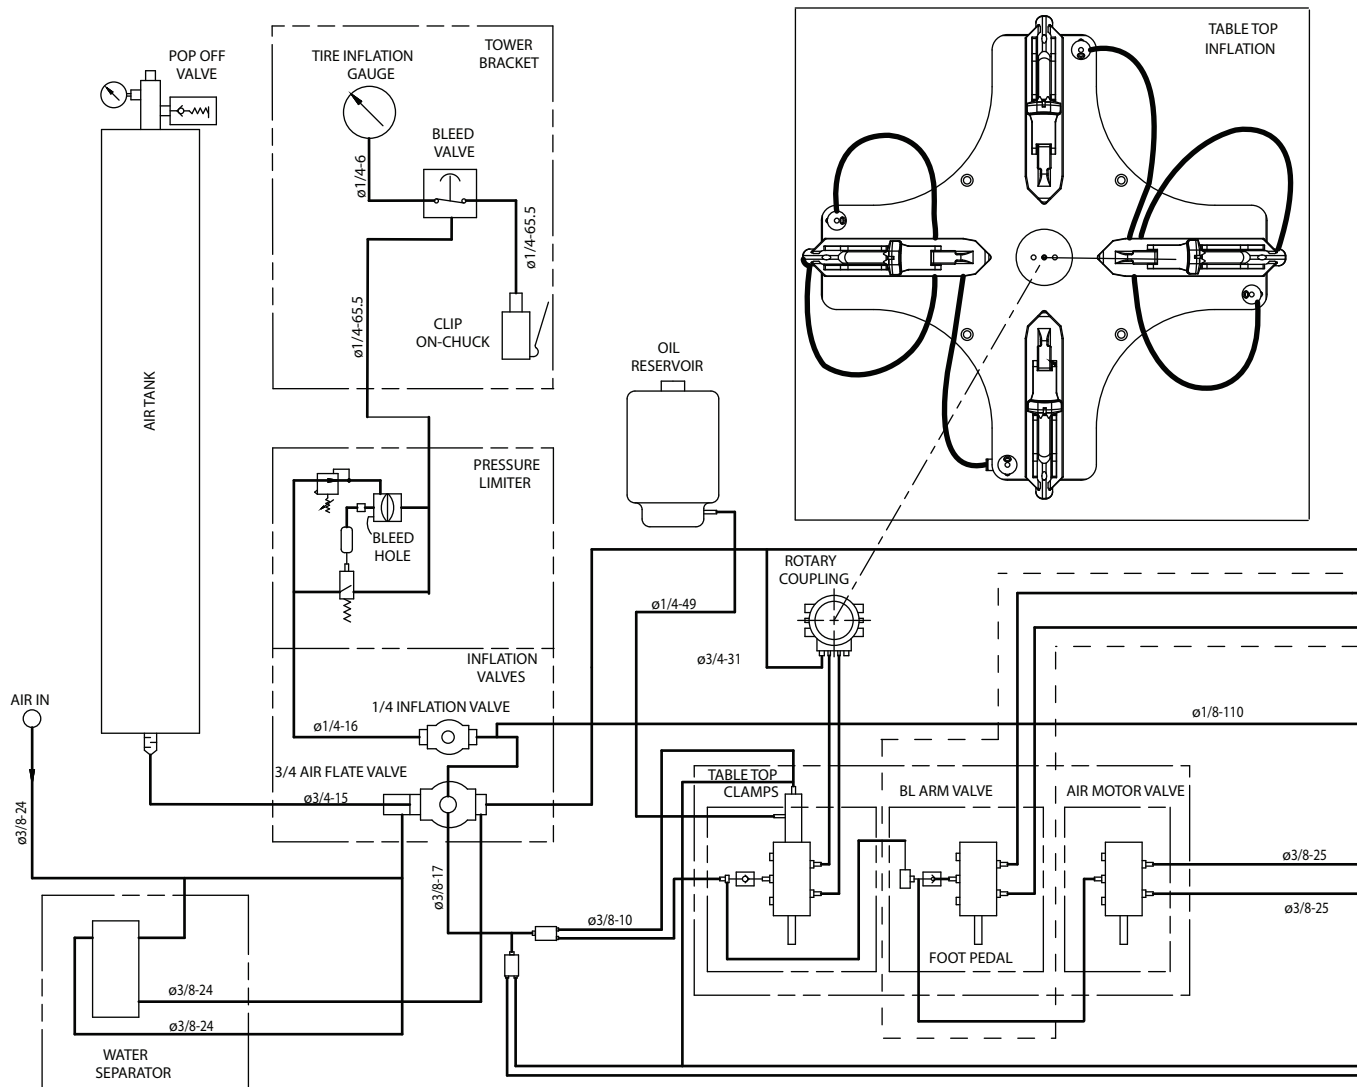 POP OFF
VALVE
AIR TANK
TOWER
BRACKET
TIRE INFLATION
GAUGE
BLEED
VALVE
ø1/4-6
ø1/4-65.5
ø1/4-65.5
CLIP
ON-CHUCK
TABLE TOP
INFLATION
OIL
RESERVOIR
PRESSURE
LIMITER
BLEED
HOLE
ROTARY
COUPLING
ø1/4-49
ø3/4-31
INFLATION
VALVES
AIR IN
1/4 INFLATION VALVE
ø1/4-16
ø1/8-110
3/4 AIR FLATE VALVE
ø3/4-15
ø3/8-24
TABLE TOP
CLAMPS
BL ARM VALVE
AIR MOTOR VALVE
ø3/8-17
ø3/8-25
ø3/8-10
ø3/8-25
FOOT PEDAL
ø3/8-24
ø3/8-24
WATER
SEPARATOR